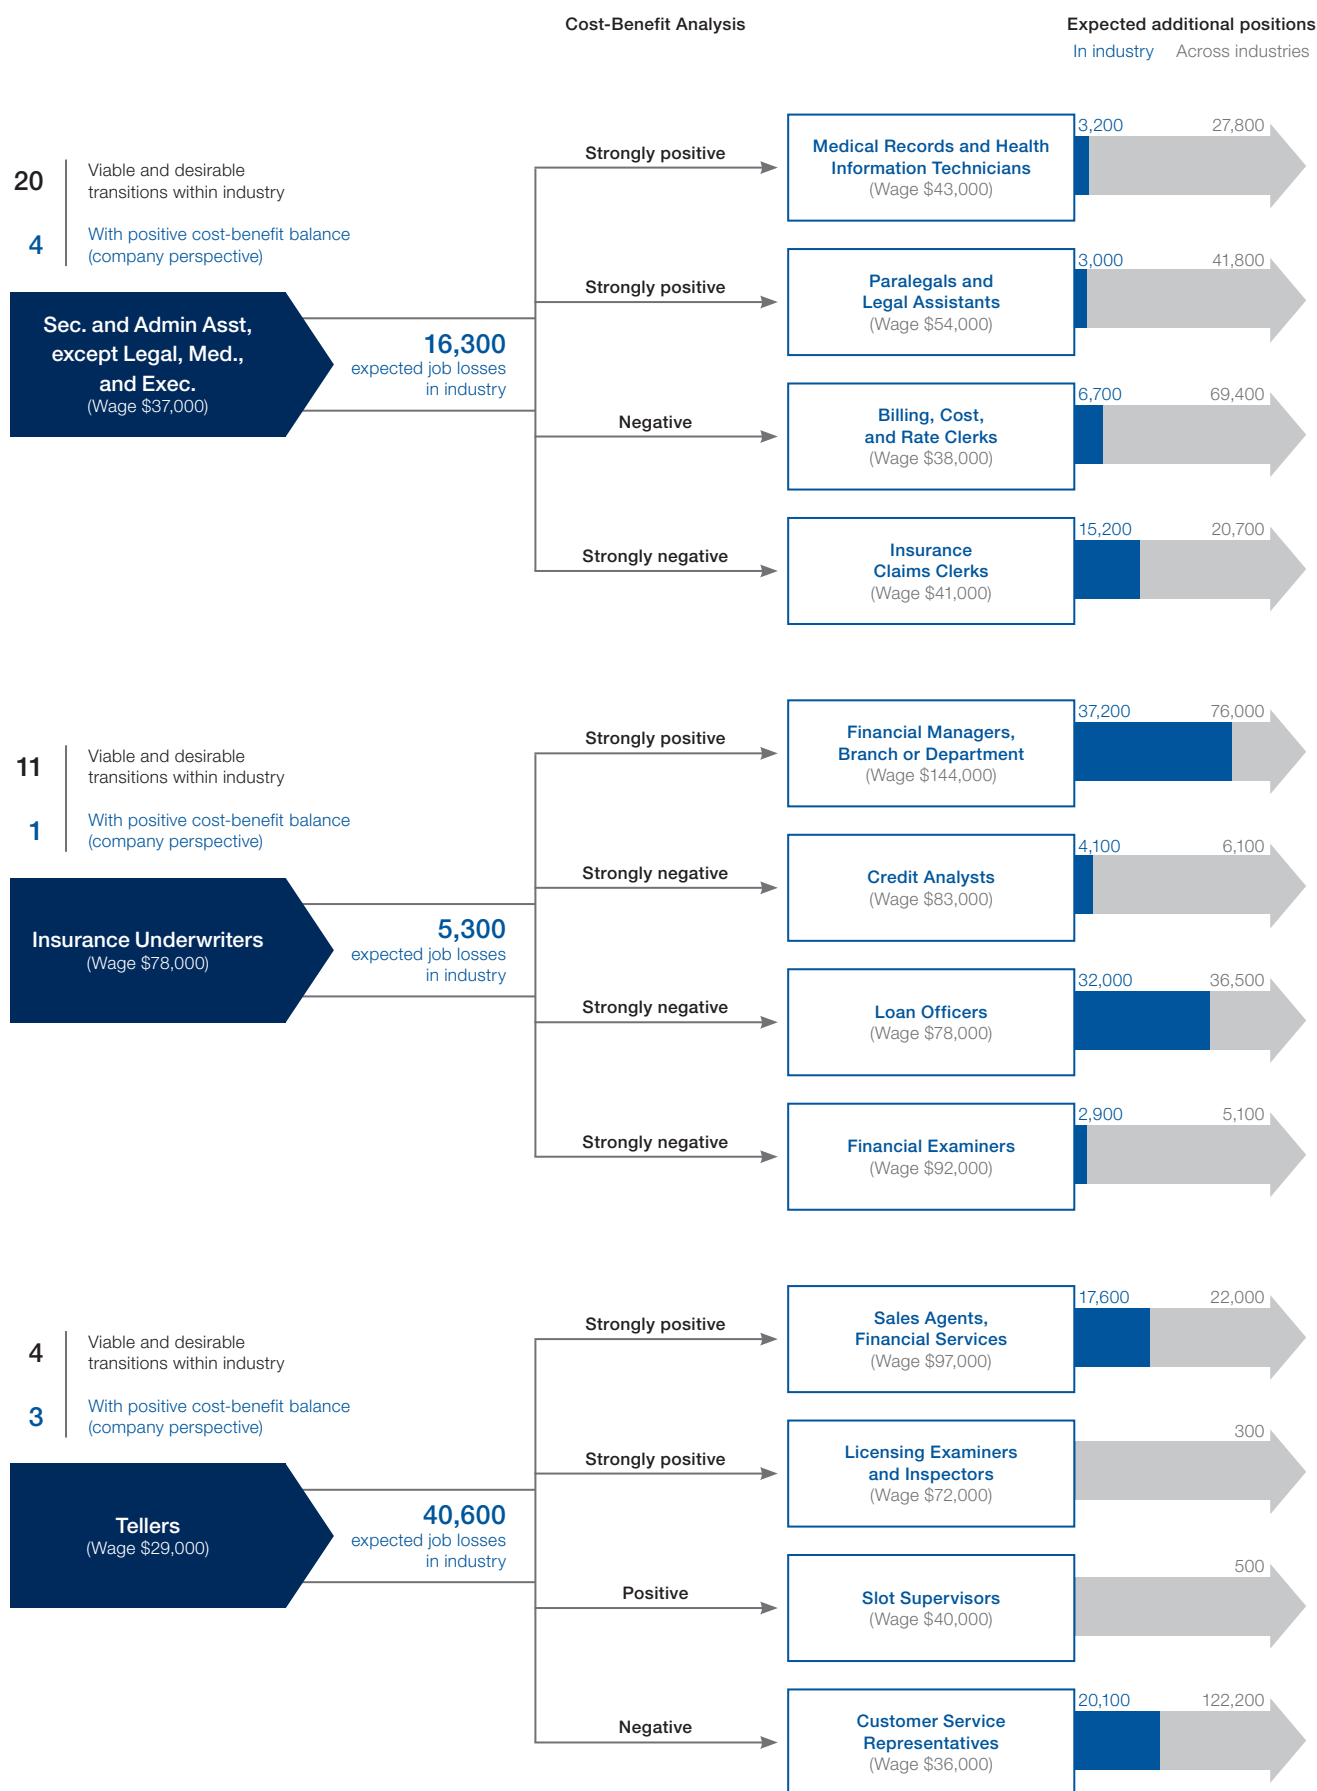 Cost-Benefit Analysis
Expected additional positions
In industry Across industries
20
Viable and desirable
transitions within industry
4
With positive cost-benefit balance
(company perspective)
Sec. and Admin Asst,
except Legal, Med.,
and Exec.
(Wage $37,000)
16,300
expected job losses
in industry
Strongly positive
Medical Records and Health
Information Technicians
(Wage $43,000)
3,200 27,800
Strongly positive
Paralegals and
Legal Assistants
(Wage $54,000)
3,000 41,800
Negative
Billing, Cost,
and Rate Clerks
(Wage $38,000)
6,700 69,400
Strongly negative
Insurance
Claims Clerks
(Wage $41,000)
15,200 20,700
11
Viable and desirable
transitions within industry
1
With positive cost-benefit balance
(company perspective)
Insurance Underwriters
(Wage $78,000)
5,300
expected job losses
in industry
Strongly positive
Financial Managers,
Branch or Department
(Wage $144,000)
37,200 76,000
Strongly negative
Credit Analysts
(Wage $83,000)
4,100 6,100
Strongly negative
Loan Officers
(Wage $78,000)
32,000 36,500
Strongly negative
Financial Examiners
(Wage $92,000)
2,900 5,100
4
Viable and desirable
transitions within industry
3
With positive cost-benefit balance
(company perspective)
Tellers
(Wage $29,000)
40,600
expected job losses
in industry
Strongly positive
Sales Agents,
Financial Services
(Wage $97,000)
17,600 22,000
Strongly positive
Licensing Examiners
and Inspectors
(Wage $72,000)
300
Positive
Slot Supervisors
(Wage $40,000)
500
Negative
Customer Service
Representatives
(Wage $36,000)
20,100 122,200